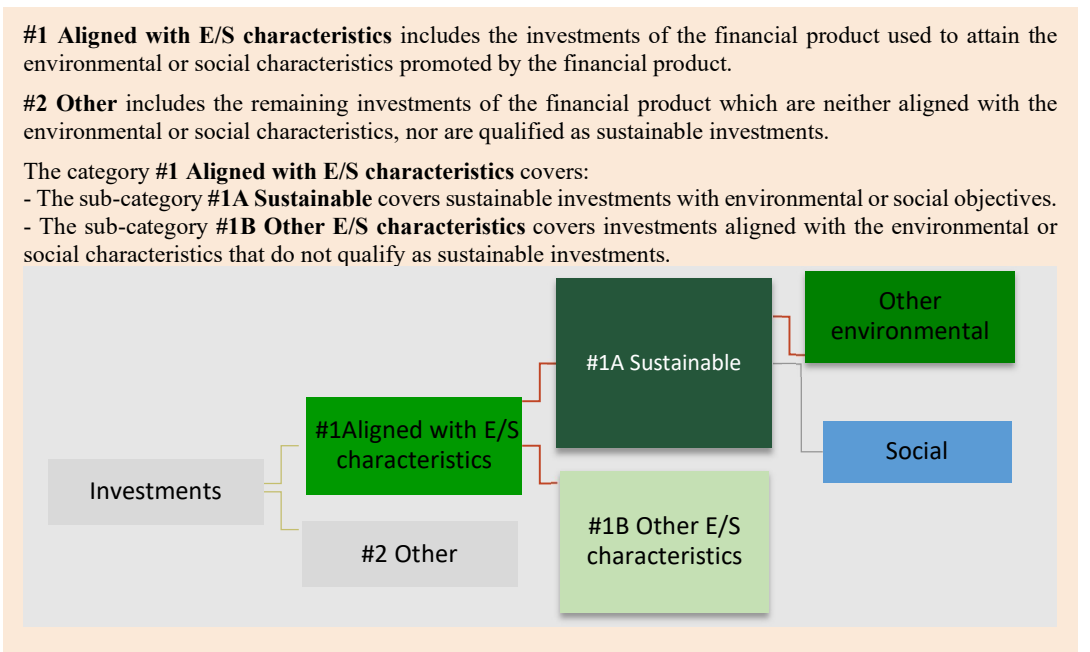 #1 Aligned with E/S characteristics includes the investments of the financial product used to attain the
environmental or social characteristics promoted by the financial product.
#2 Other includes the remaining investments of the financial product which are neither aligned with the
environmental or social characteristics, nor are qualified as sustainable investments.
The category #1 Aligned with E/S characteristics covers:
- The sub-category #1A Sustainable covers sustainable investments with environmental or social objectives.
- The sub-category #1B Other E/S characteristics covers investments aligned with the environmental or
social characteristics that do not qualify as sustainable investments.
Investments
#1Aligned with E/S
characteristics
#2 Other
#1A Sustainable
#1B Other E/S
characteristics
Other
environmental
Social